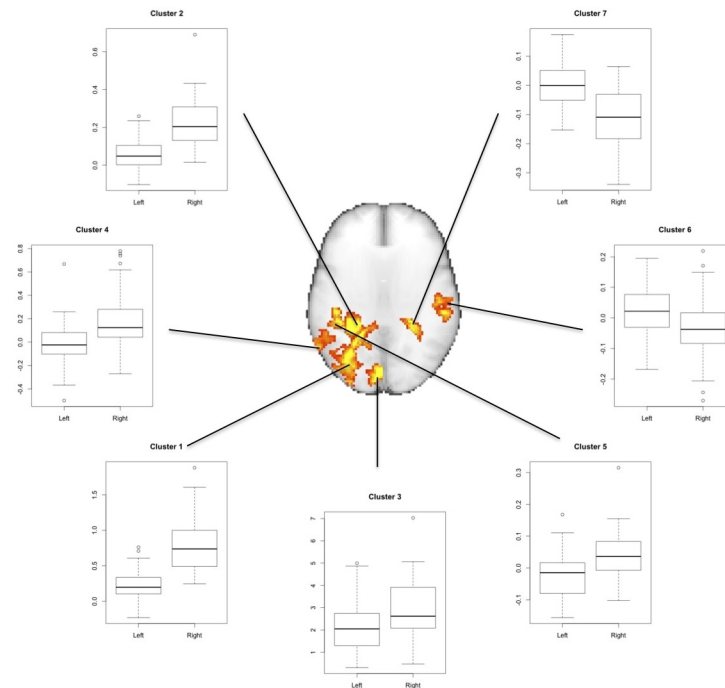 Cluster 2
0.6
0.4
0.2
0.0
Left Right
Cluster 7
0.1
0.0
-0.1
-0.2
-0.3
Left Right
Cluster 4
0.8
0.6
0.4
0.2
0.0
-0.2
-0.4
Left Right
Cluster 6
0.2
0.1
0.0
-0.1
-0.2
Left Right
Cluster 1
1.5
1.0
0.5
0.0
Left Right
Cluster 3
7
6
5
4
3
2
1
Left Right
Cluster 5
0.3
0.2
0.1
0.0
-0.1
Left Right